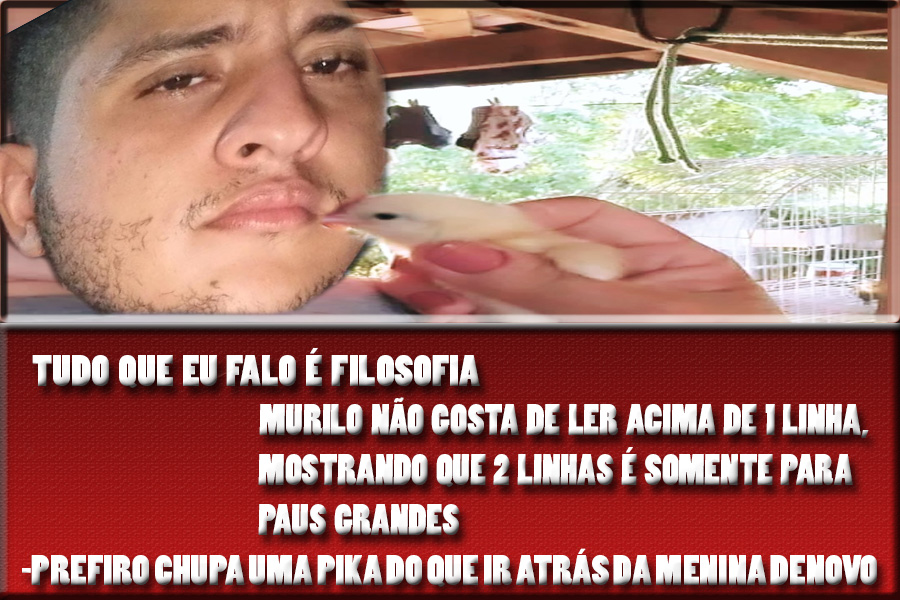 TUDO QUE EU FALO É FILOSOFIA
MURILO NÃO GOSTA DE LER ACIMA DE 1 LINHA,
MOSTRANDO QUE 2 LINHAS É SOMENTE PARA
PAUS GRANDES
-PREFIRO CHUPA UMA PIKA DO QUE IR ATRÁS DA MENINA DENOVO